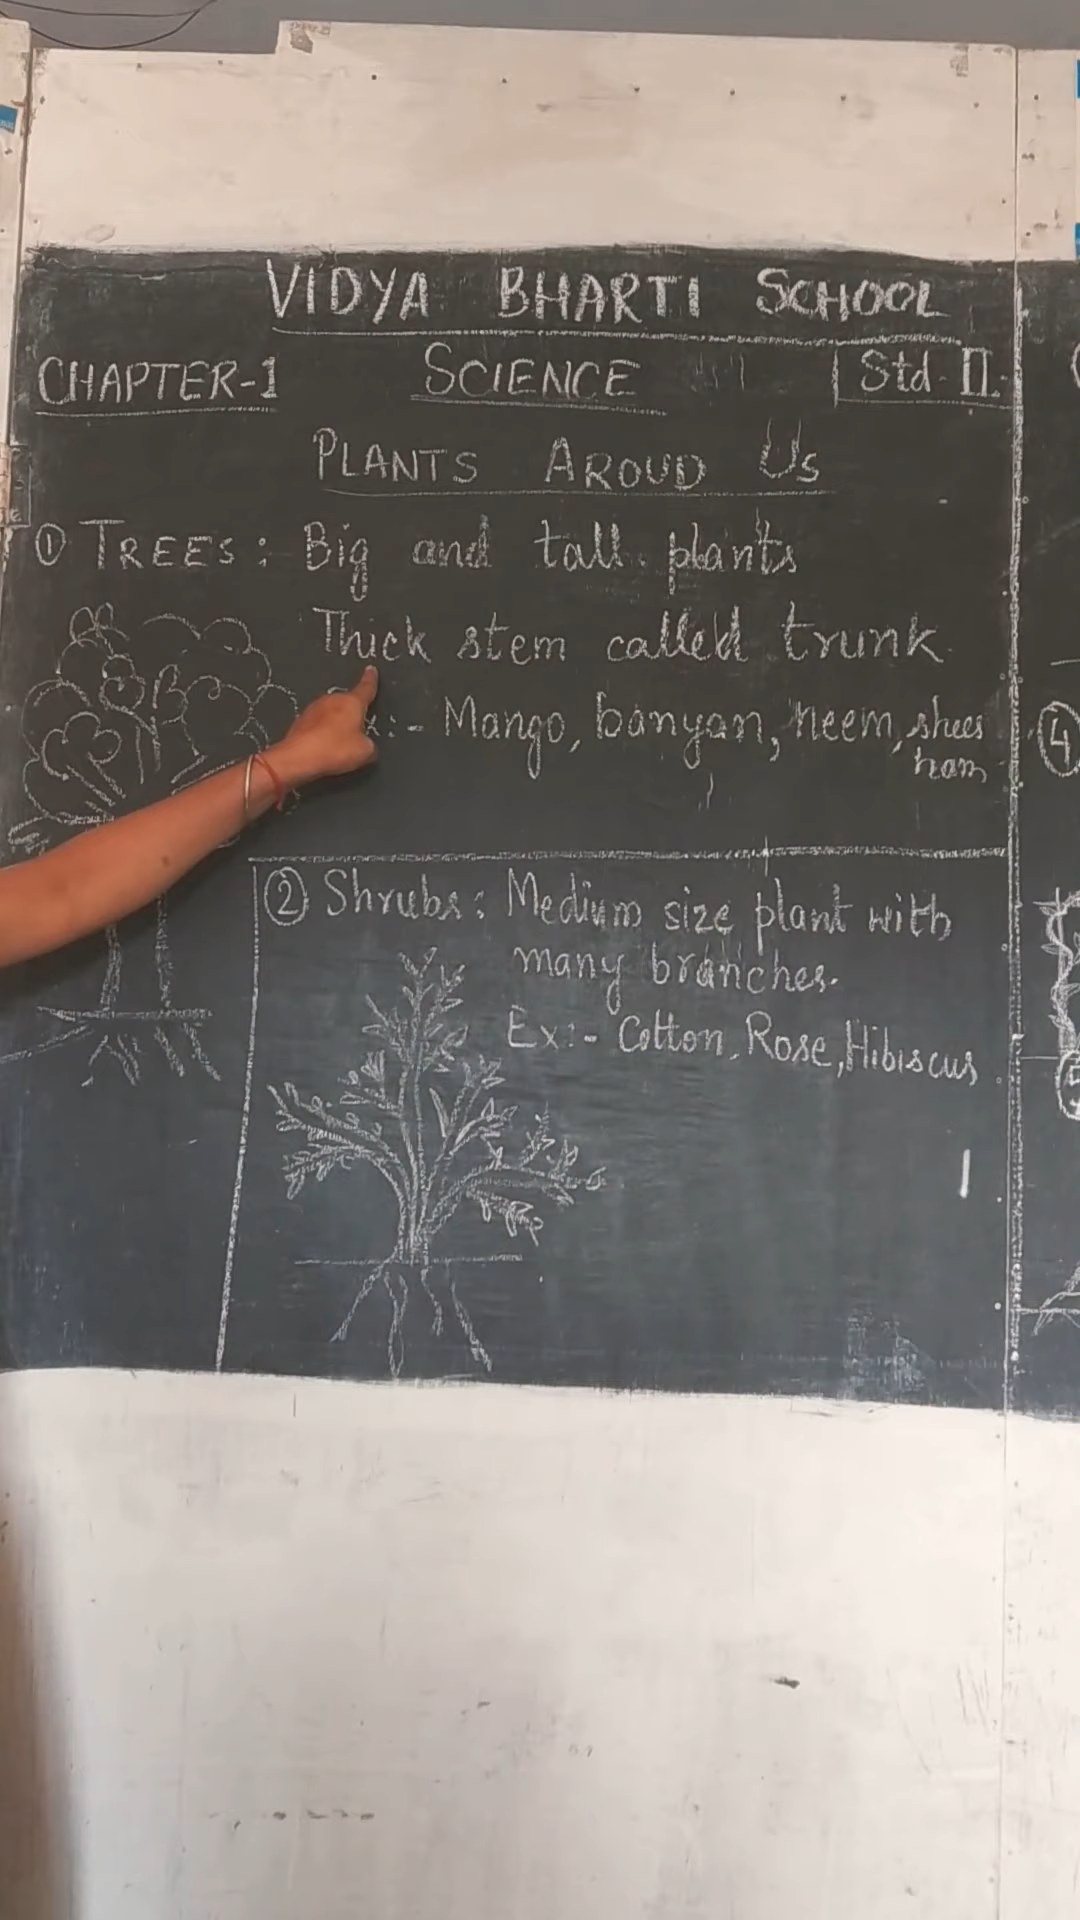 VIDYA BHARTI SCHOOL
CHAPTER-1 SCIENCE Std. II.
PLANTS AROUD US
① TREES : Big and tall plants
Thick stem called trunk
x:- Mango, banyan, neem, shees
ham
② Shrubs : Medium size plant with
many branches.
Ex:- Cotton, Rose, Hibiscus
④